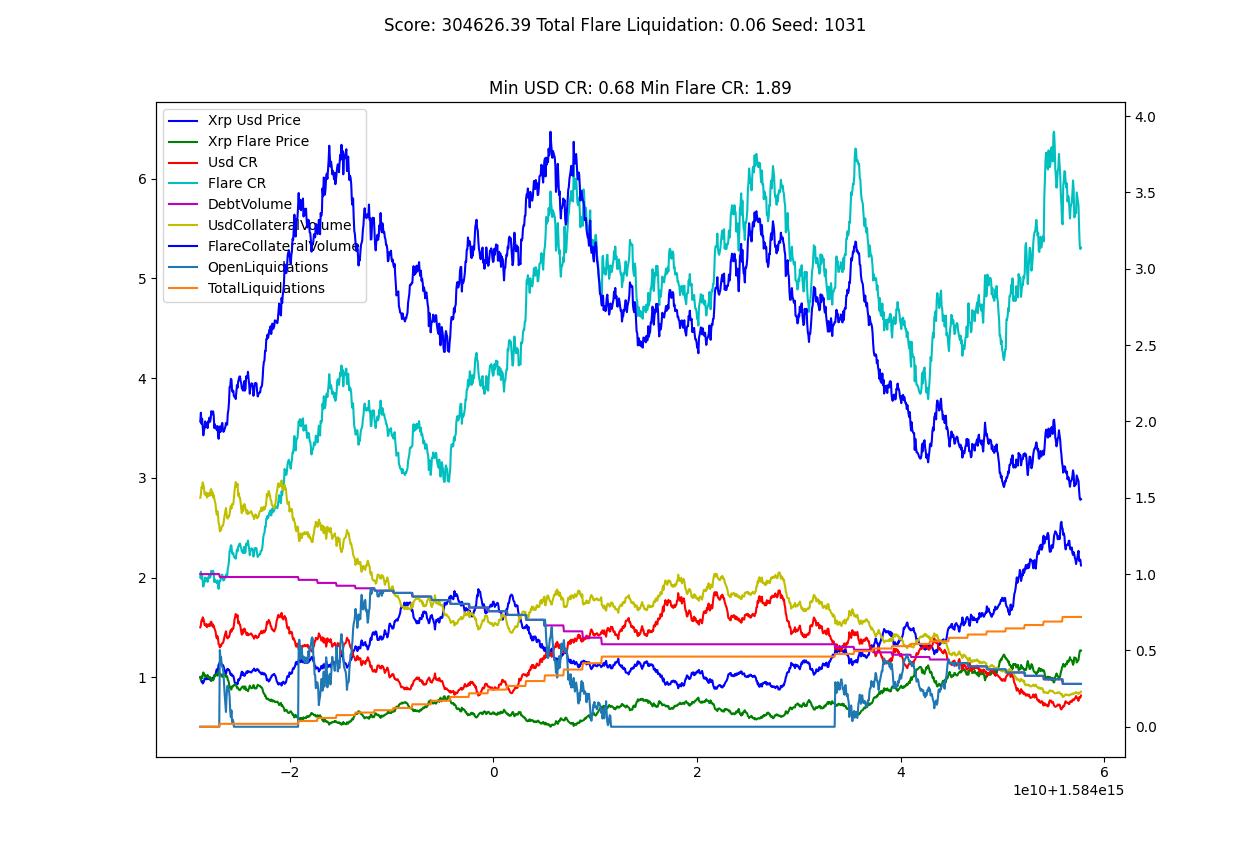 Score: 304626.39 Total Flare Liquidation: 0.06 Seed: 1031
Min USD CR: 0.68 Min Flare CR: 1.89
Xrp Usd Price
Xrp Flare Price
Usd CR
Flare CR
DebtVolume
UsdCollateralVolume
FlareCollateralVolume
OpenLiquidations
TotalLiquidations
6
5
4
3
2
1
4.0
3.5
3.0
2.5
2.0
1.5
1.0
0.5
0.0
−2
0
2
4
6
1e10+1.584e15